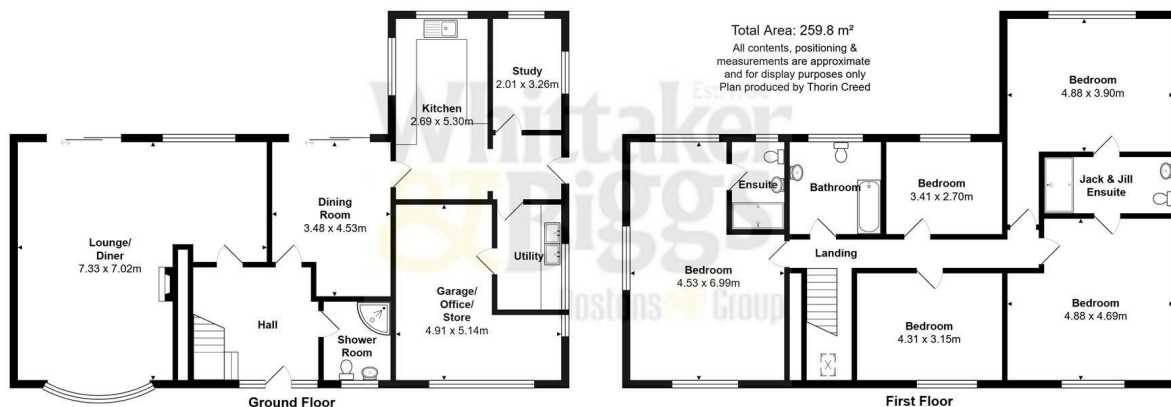 Total Area: 259.8 m²
All contents, positioning &
measurements are approximate
and for display purposes only
Plan produced by Thorin Creed
Kitchen
2.69 x 5.30m
Study
2.01 x 3.26m
Lounge/
Diner
7.33 x 7.02m
Dining
Room
3.48 x 4.53m
Hall
Shower
Room
Garage/
Office/
Store
4.91 x 5.14m
Utility
Ground Floor
Bedroom
4.88 x 3.90m
Ensuite
Bathroom
Bedroom
3.41 x 2.70m
Jack & Jill
Ensuite
Landing
Bedroom
4.53 x 6.99m
Bedroom
4.31 x 3.15m
Bedroom
4.88 x 4.69m
First Floor
Whittaker
& Biggs
Group